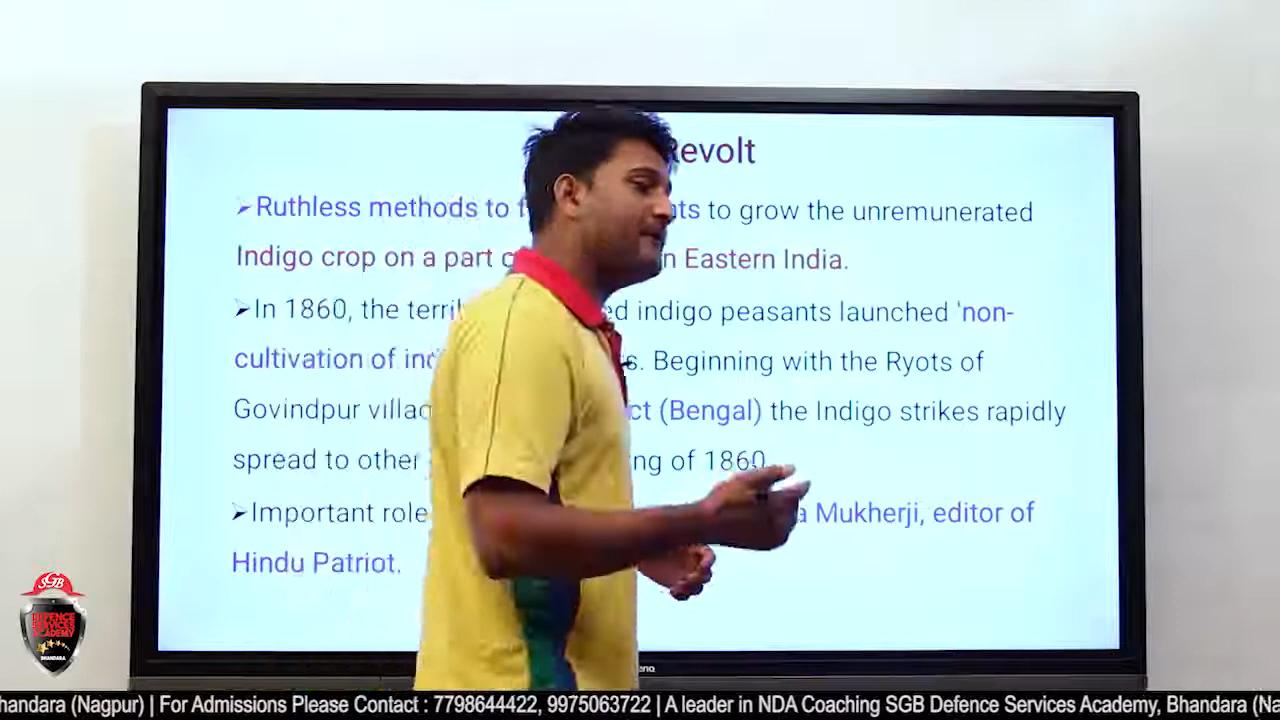 Revolt
➢Ruthless methods to nts to grow the unremunerated
Indigo crop on a part in Eastern India.
➢In 1860, the ed indigo peasants launched 'non-
cultivation of Beginning with the Ryots of
Govindpur ct (Bengal) the Indigo strikes rapidly
spread to other ng of 1860.
➢Important role a Mukherji, editor of
Hindu Patriot.
SGB
DEFENCE
SERVICES
ACADEMY
BHANDARA
handara (Nagpur) | For Admissions Please Contact : 7798644422, 9975063722 | A leader in NDA Coaching SGB Defence Services Academy, Bhandara (Na